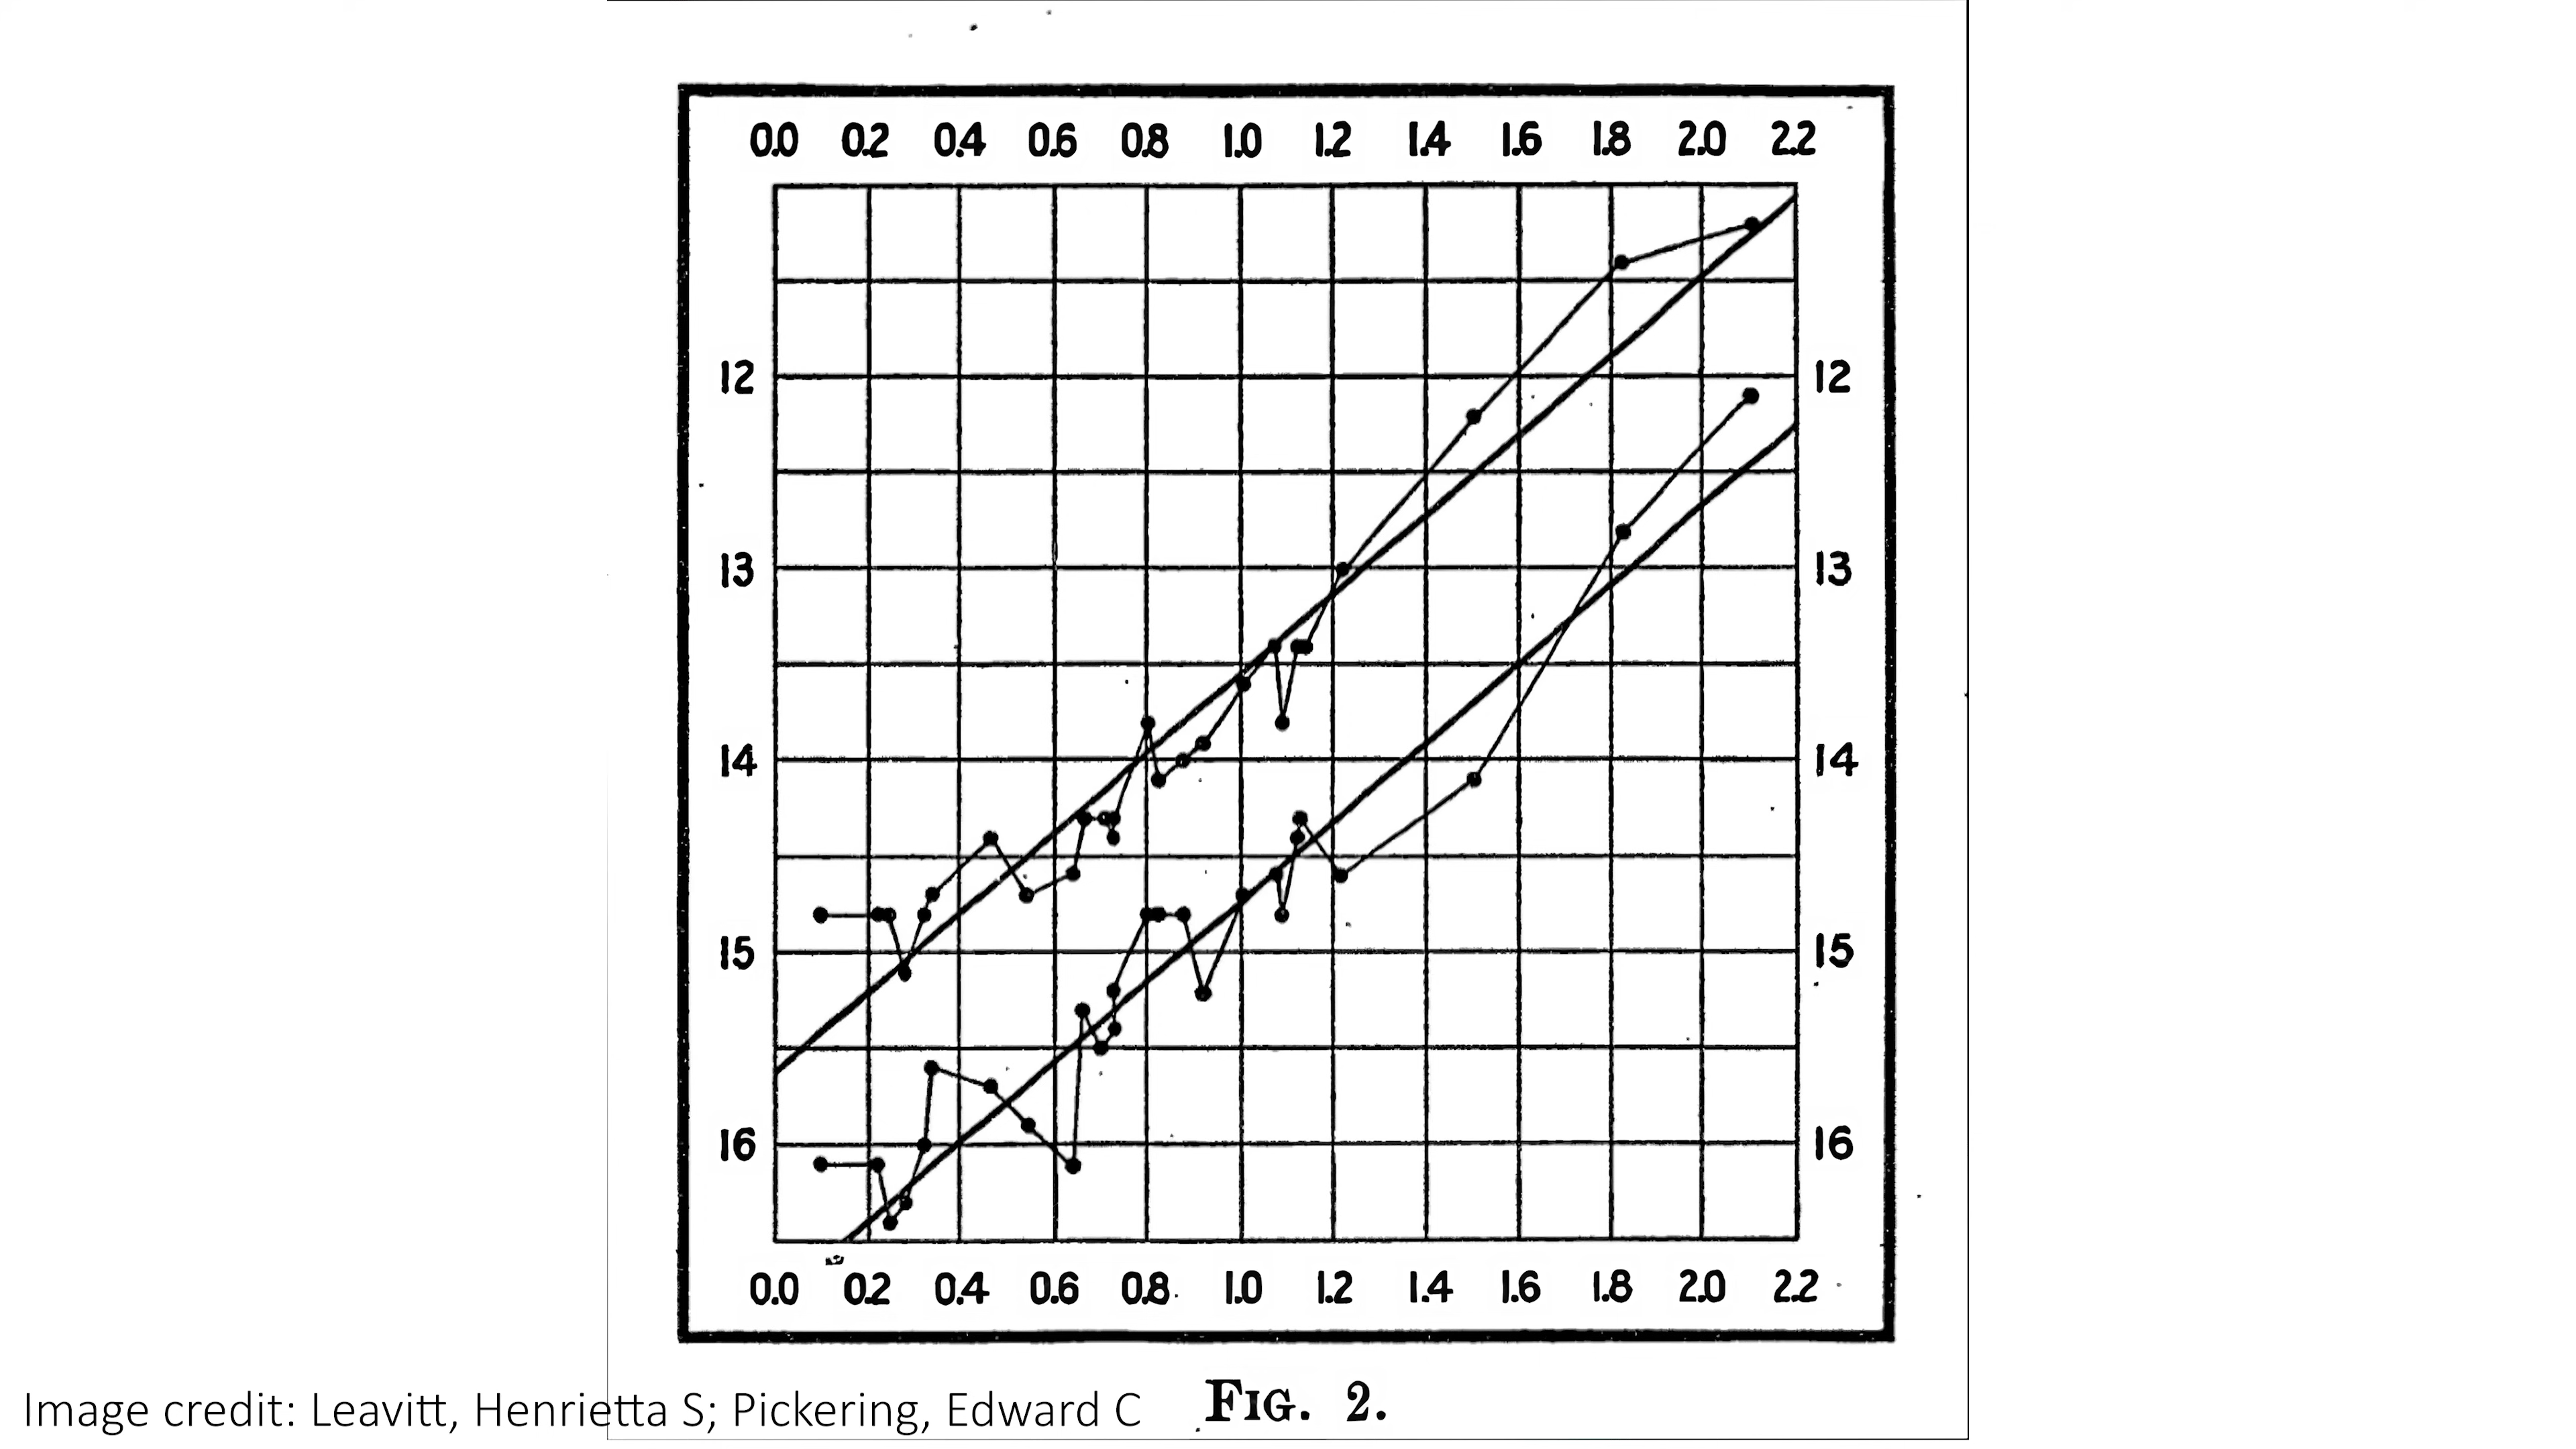 0.0 0.2 0.4 0.6 0.8 1.0 1.2 1.4 1.6 1.8 2.0 2.2
12 12
13 13
14 14
15 15
16 16
0.0 0.2 0.4 0.6 0.8 1.0 1.2 1.4 1.6 1.8 2.0 2.2
Image credit: Leavitt, Henrietta S; Pickering, Edward C
FIG. 2.